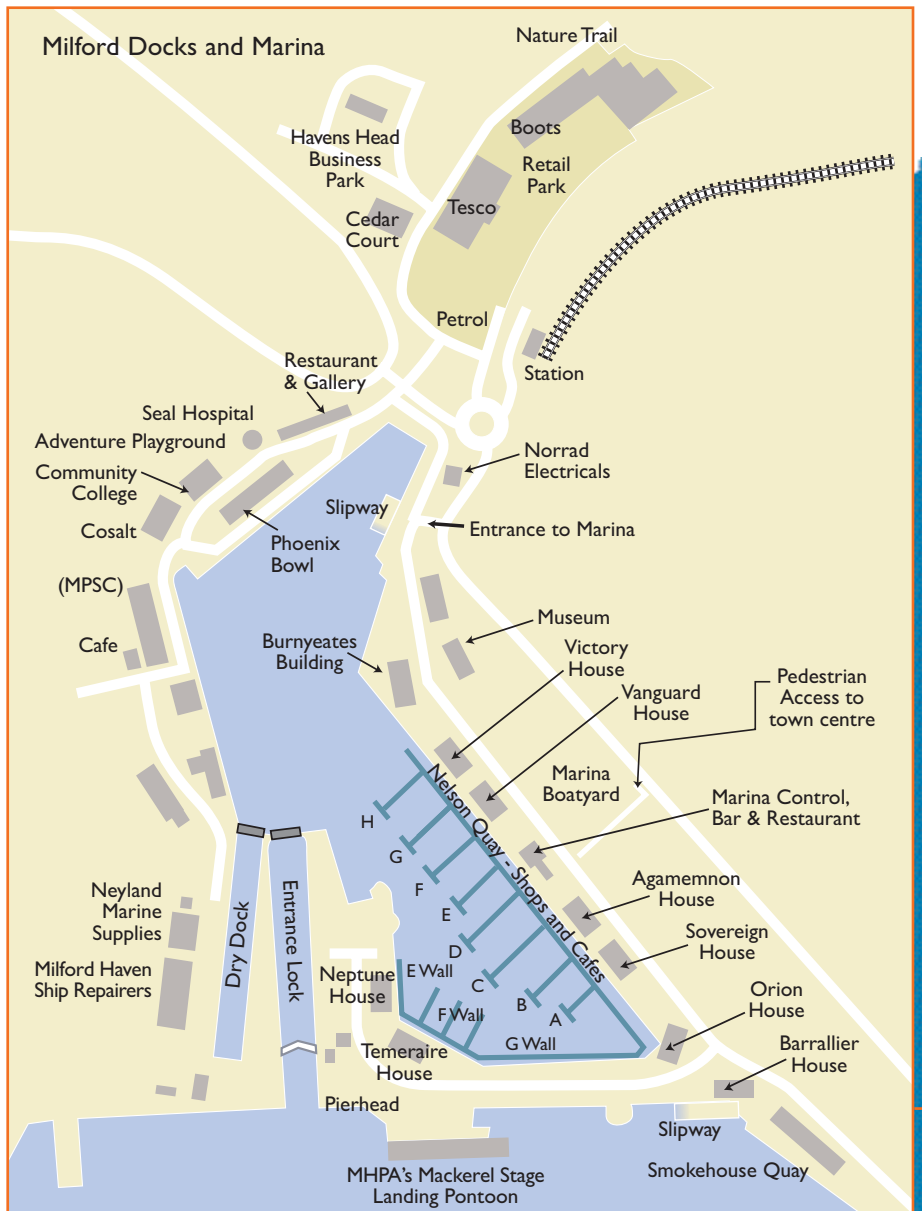 Milford Docks and Marina
Nature Trail
Boots
Havens Head
Business
Park
Retail
Park
Tesco
Cedar
Court
Petrol
Station
Restaurant
& Gallery
Seal Hospital
Adventure Playground
Community
College
Cosalt
Norrad
Electricals
Slipway
Entrance to Marina
Phoenix
Bowl
(MPSC)
Cafe
Museum
Burnyeates
Building
Victory
House
Vanguard
House
Pedestrian
Access to
town centre
Marina
Boatyard
Marina Control,
Bar & Restaurant
Nelson Quay - Shops and Cafes
H
G
F
E
D
C
B
A
Agamemnon
House
Sovereign
House
Neyland
Marine
Supplies
Milford Haven
Ship Repairers
Dry Dock
Entrance Lock
Neptune
House
E Wall
F Wall
G Wall
Orion
House
Temeraire
House
Barrallier
House
Pierhead
Slipway
Smokehouse Quay
MHPA's Mackerel Stage
Landing Pontoon